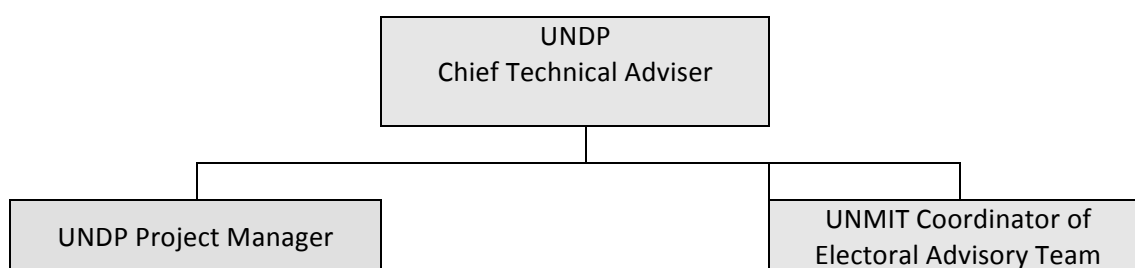 UNDP
Chief Technical Adviser
UNDP Project Manager
UNMIT Coordinator of
Electoral Advisory Team